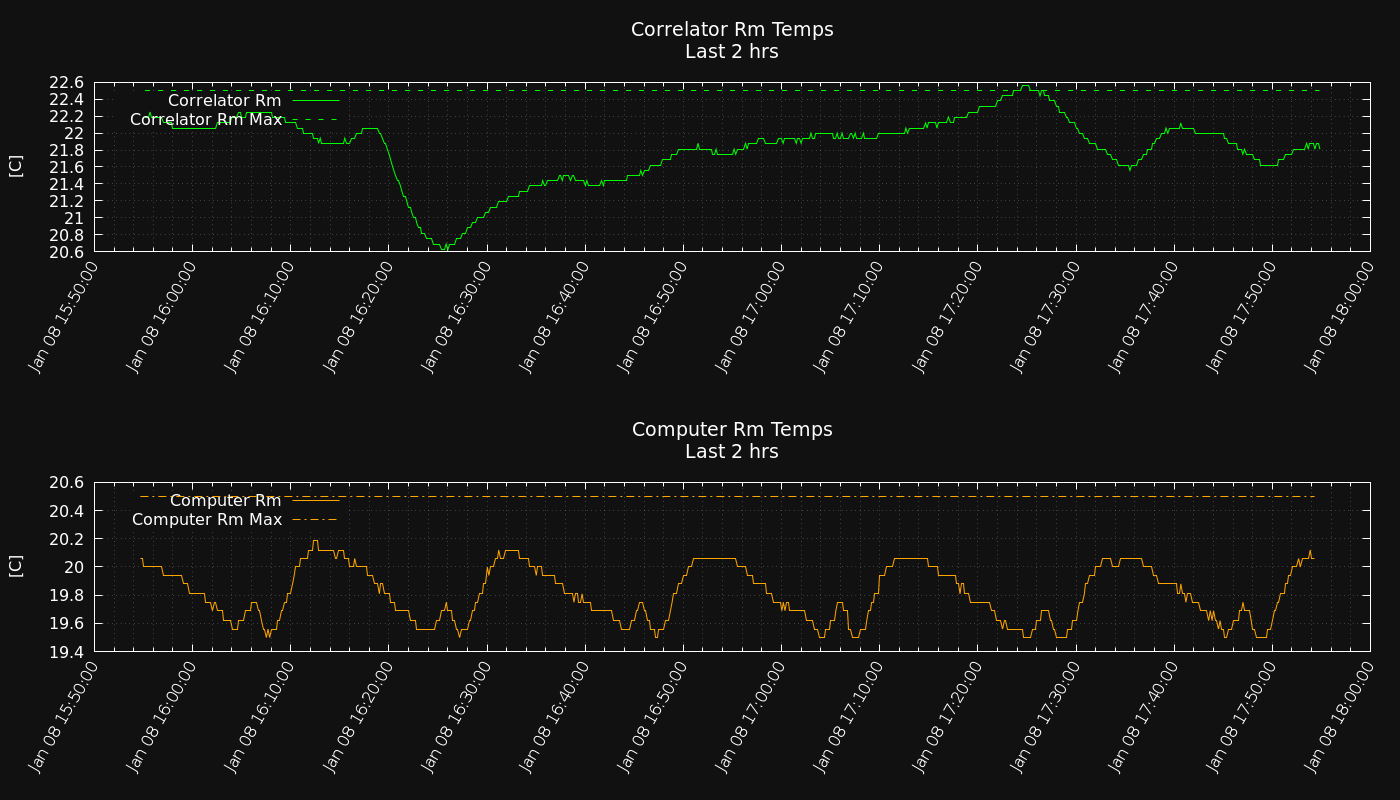 Correlator Rm Temps
Last 2 hrs
[C]
22.6
22.4
22.2
22
21.8
21.6
21.4
21.2
21
20.8
20.6
Correlator Rm
Correlator Rm Max
Jan 08 15:50:00
Jan 08 16:00:00
Jan 08 16:10:00
Jan 08 16:20:00
Jan 08 16:30:00
Jan 08 16:40:00
Jan 08 16:50:00
Jan 08 17:00:00
Jan 08 17:10:00
Jan 08 17:20:00
Jan 08 17:30:00
Jan 08 17:40:00
Jan 08 17:50:00
Jan 08 18:00:00
Computer Rm Temps
Last 2 hrs
[C]
20.6
20.4
20.2
20
19.8
19.6
19.4
Computer Rm
Computer Rm Max
Jan 08 15:50:00
Jan 08 16:00:00
Jan 08 16:10:00
Jan 08 16:20:00
Jan 08 16:30:00
Jan 08 16:40:00
Jan 08 16:50:00
Jan 08 17:00:00
Jan 08 17:10:00
Jan 08 17:20:00
Jan 08 17:30:00
Jan 08 17:40:00
Jan 08 17:50:00
Jan 08 18:00:00